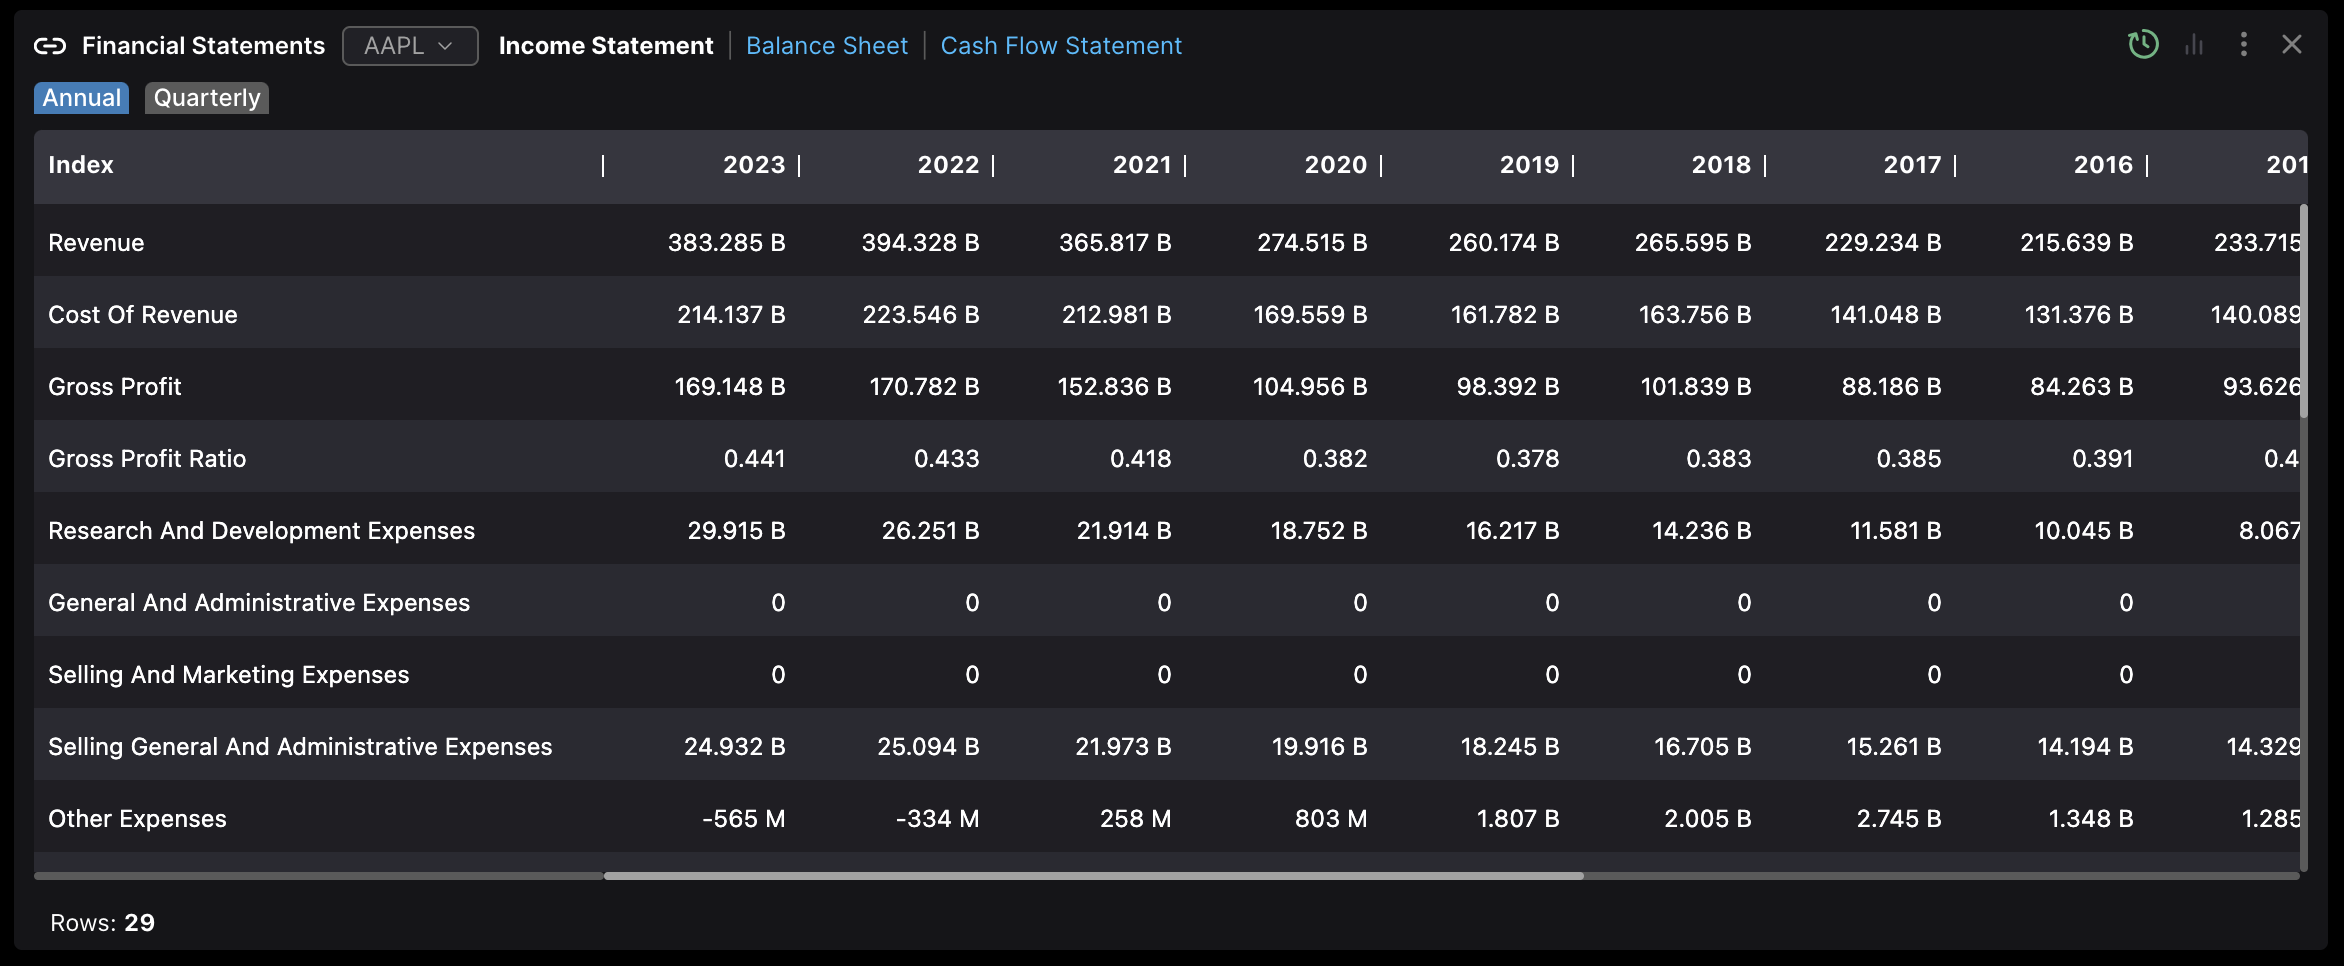 Financial Statements AAPL Income Statement | Balance Sheet | Cash Flow Statement
Annual Quarterly
Index | 2023 | 2022 | 2021 | 2020 | 2019 | 2018 | 2017 | 2016 | 201
Revenue 383.285 B 394.328 B 365.817 B 274.515 B 260.174 B 265.595 B 229.234 B 215.639 B 233.715
Cost Of Revenue 214.137 B 223.546 B 212.981 B 169.559 B 161.782 B 163.756 B 141.048 B 131.376 B 140.089
Gross Profit 169.148 B 170.782 B 152.836 B 104.956 B 98.392 B 101.839 B 88.186 B 84.263 B 93.626
Gross Profit Ratio 0.441 0.433 0.418 0.382 0.378 0.383 0.385 0.391 0.4
Research And Development Expenses 29.915 B 26.251 B 21.914 B 18.752 B 16.217 B 14.236 B 11.581 B 10.045 B 8.067
General And Administrative Expenses 0 0 0 0 0 0 0 0
Selling And Marketing Expenses 0 0 0 0 0 0 0 0
Selling General And Administrative Expenses 24.932 B 25.094 B 21.973 B 19.916 B 18.245 B 16.705 B 15.261 B 14.194 B 14.329
Other Expenses -565 M -334 M 258 M 803 M 1.807 B 2.005 B 2.745 B 1.348 B 1.285
Rows: 29